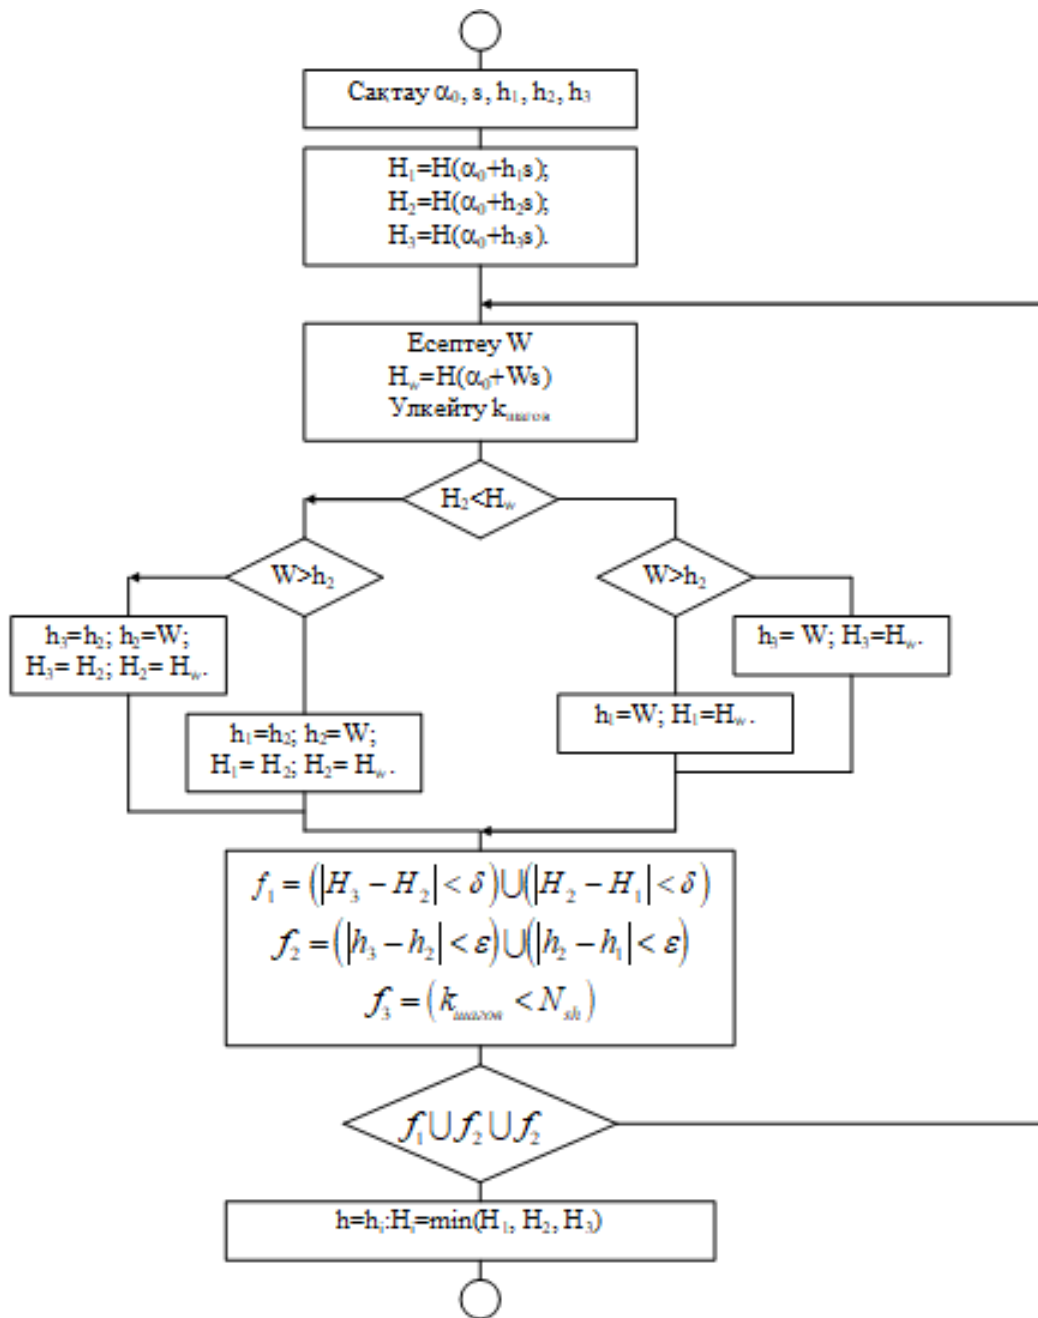 Сақтау α₀, s, h₁, h₂, h₃
H₁=H(α₀+h₁s);
H₂=H(α₀+h₂s);
H₃=H(α₀+h₃s).
Есептеу W
H_w=H(α₀+Ws)
Улкейту k_шагов
H₂<H_w
W>h₂
W>h₂
h₃=h₂; h₂=W;
H₃= H₂; H₂= H_w.
h₃= W; H₃=H_w.
h₁=h₂; h₂=W;
H₁= H₂; H₂= H_w.
h₁=W; H₁=H_w.
f₁ = (|H₃ − H₂| < δ)⋃(|H₂ − H₁| < δ)
f₂ = (|h₃ − h₂| < ε)⋃(|h₂ − h₁| < ε)
f₃ = (k_шагов < N_sh)
f₁⋃f₂⋃f₂
h=hᵢ:Hᵢ=min(H₁, H₂, H₃)